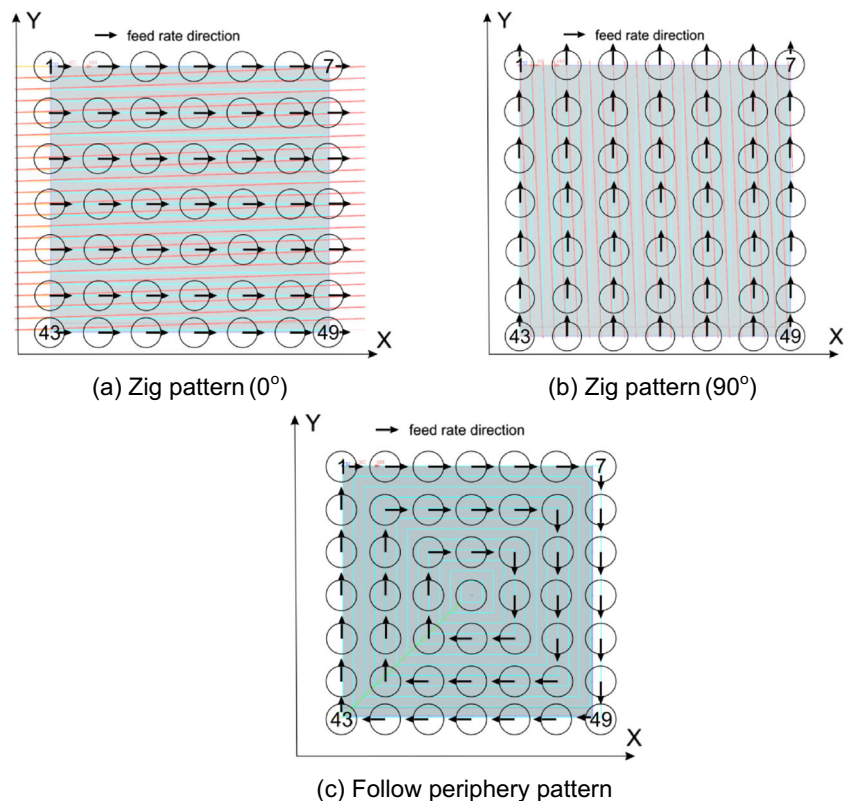 Y
feed rate direction
1
7
43
49
X
(a) Zig pattern (0°)
Y
feed rate direction
1
7
43
49
X
(b) Zig pattern (90°)
Y
feed rate direction
1
7
43
49
X
(c) Follow periphery pattern